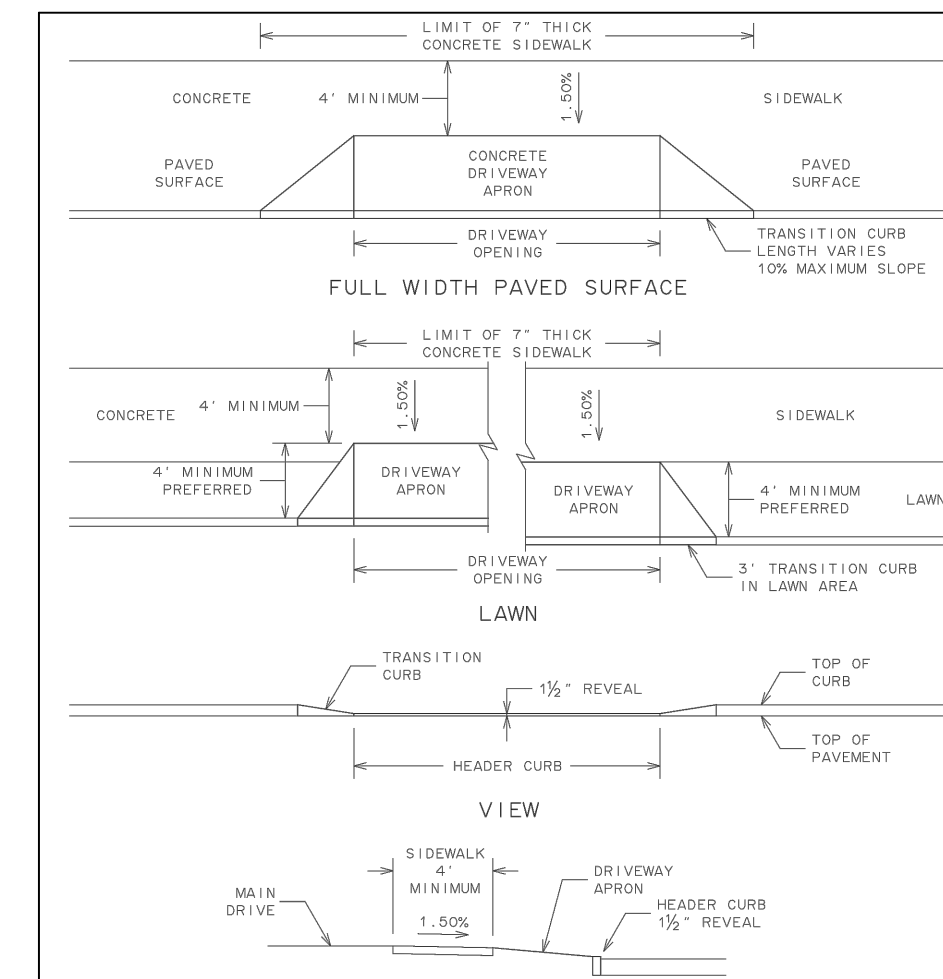 LIMIT OF 7" THICK
CONCRETE SIDEWALK
CONCRETE
4' MINIMUM
1.50%
SIDEWALK
PAVED
SURFACE
CONCRETE
DRIVEWAY
APRON
PAVED
SURFACE
DRIVEWAY
OPENING
TRANSITION CURB
LENGTH VARIES
10% MAXIMUM SLOPE
FULL WIDTH PAVED SURFACE
LIMIT OF 7" THICK
CONCRETE SIDEWALK
CONCRETE
4' MINIMUM
1.50%
1.50%
SIDEWALK
4' MINIMUM
PREFERRED
DRIVEWAY
APRON
DRIVEWAY
APRON
4' MINIMUM
PREFERRED
LAWN
DRIVEWAY
OPENING
3' TRANSITION CURB
IN LAWN AREA
LAWN
TRANSITION
CURB
1½" REVEAL
TOP OF
CURB
HEADER CURB
TOP OF
PAVEMENT
VIEW
SIDEWALK
4'
MINIMUM
MAIN
DRIVE
1.50%
DRIVEWAY
APRON
HEADER CURB
1½" REVEAL